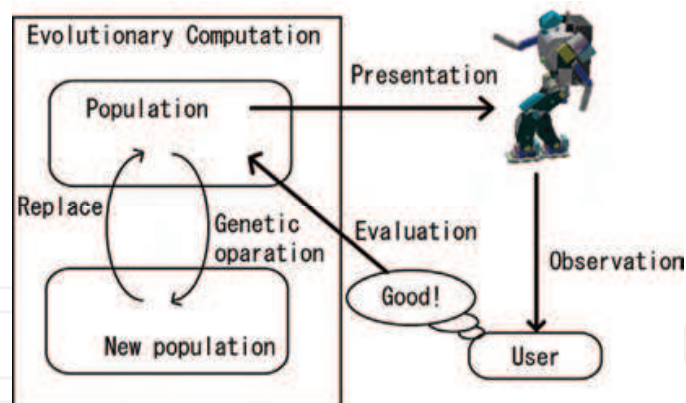 Evolutionary Computation
Presentation
Population
Replace
Genetic
oparation
Evaluation
Observation
Good!
New population
User